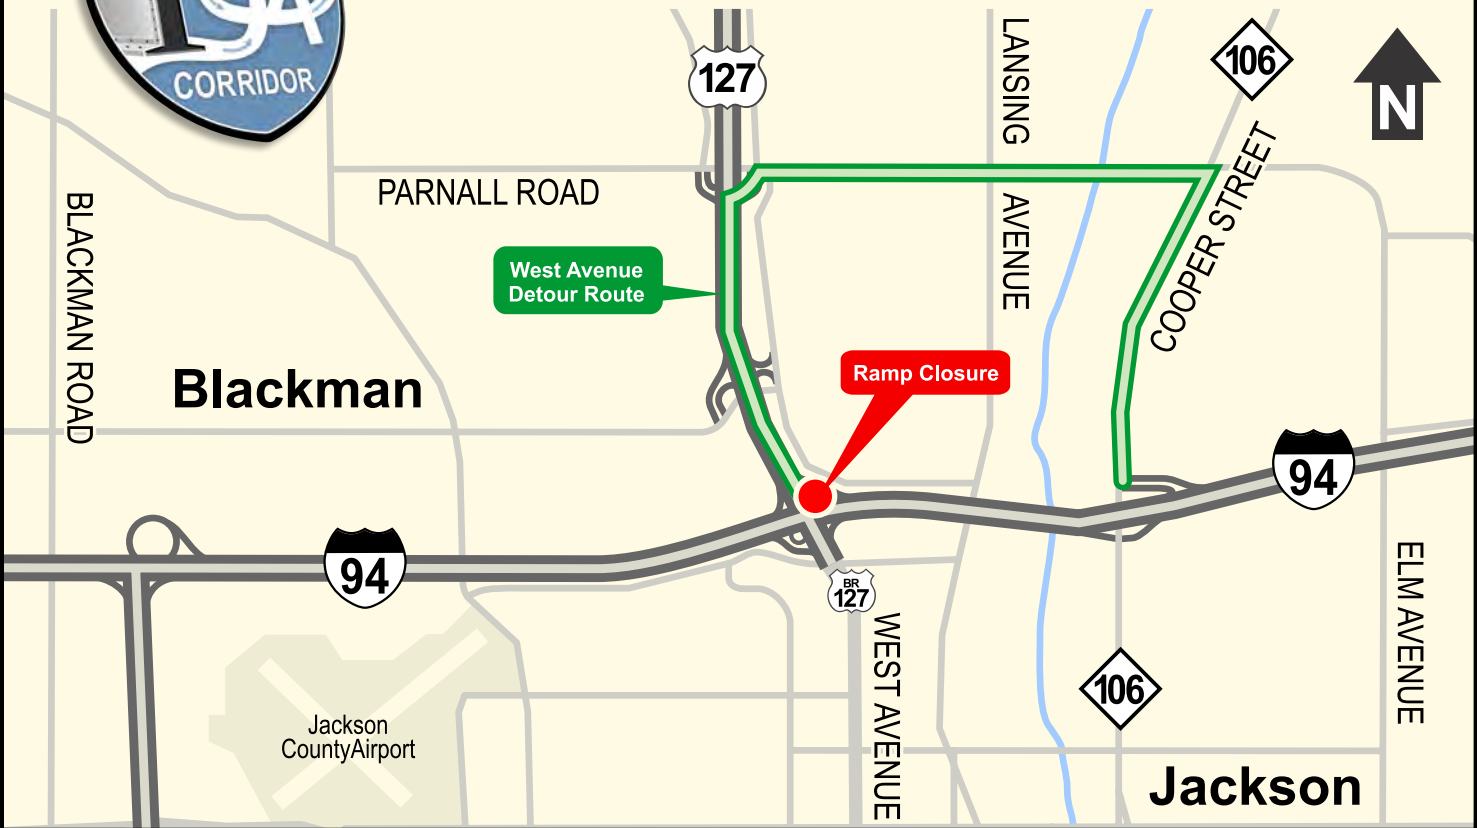 CORRIDOR
127
LANSING
AVENUE
106
N
PARNALL ROAD
COOPER STREET
BLACKMAN ROAD
West Avenue
Detour Route
Ramp Closure
Blackman
94
94
BR
127
WEST AVENUE
ELM AVENUE
106
Jackson
CountyAirport
Jackson